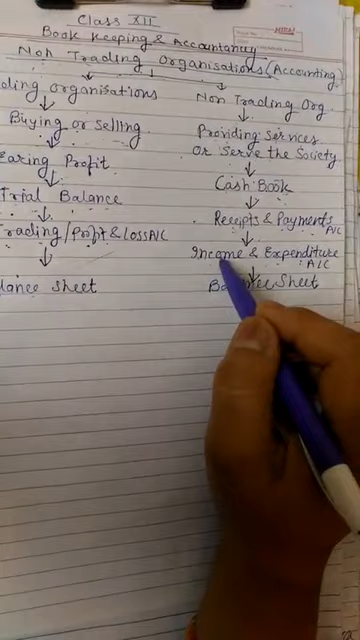 Class XII
Book Keeping & Accountancy
Non Trading Organisations (Accounting)
ding organisations
Non Trading Org.
Buying or Selling
Providing services
or serve the Society.
earing Profit
Cash Book
Trial Balance
Receipts & Payments A/C
rading/Profit & Loss A/C
Income & Expenditure A/C
lance Sheet
Ba ce Sheet